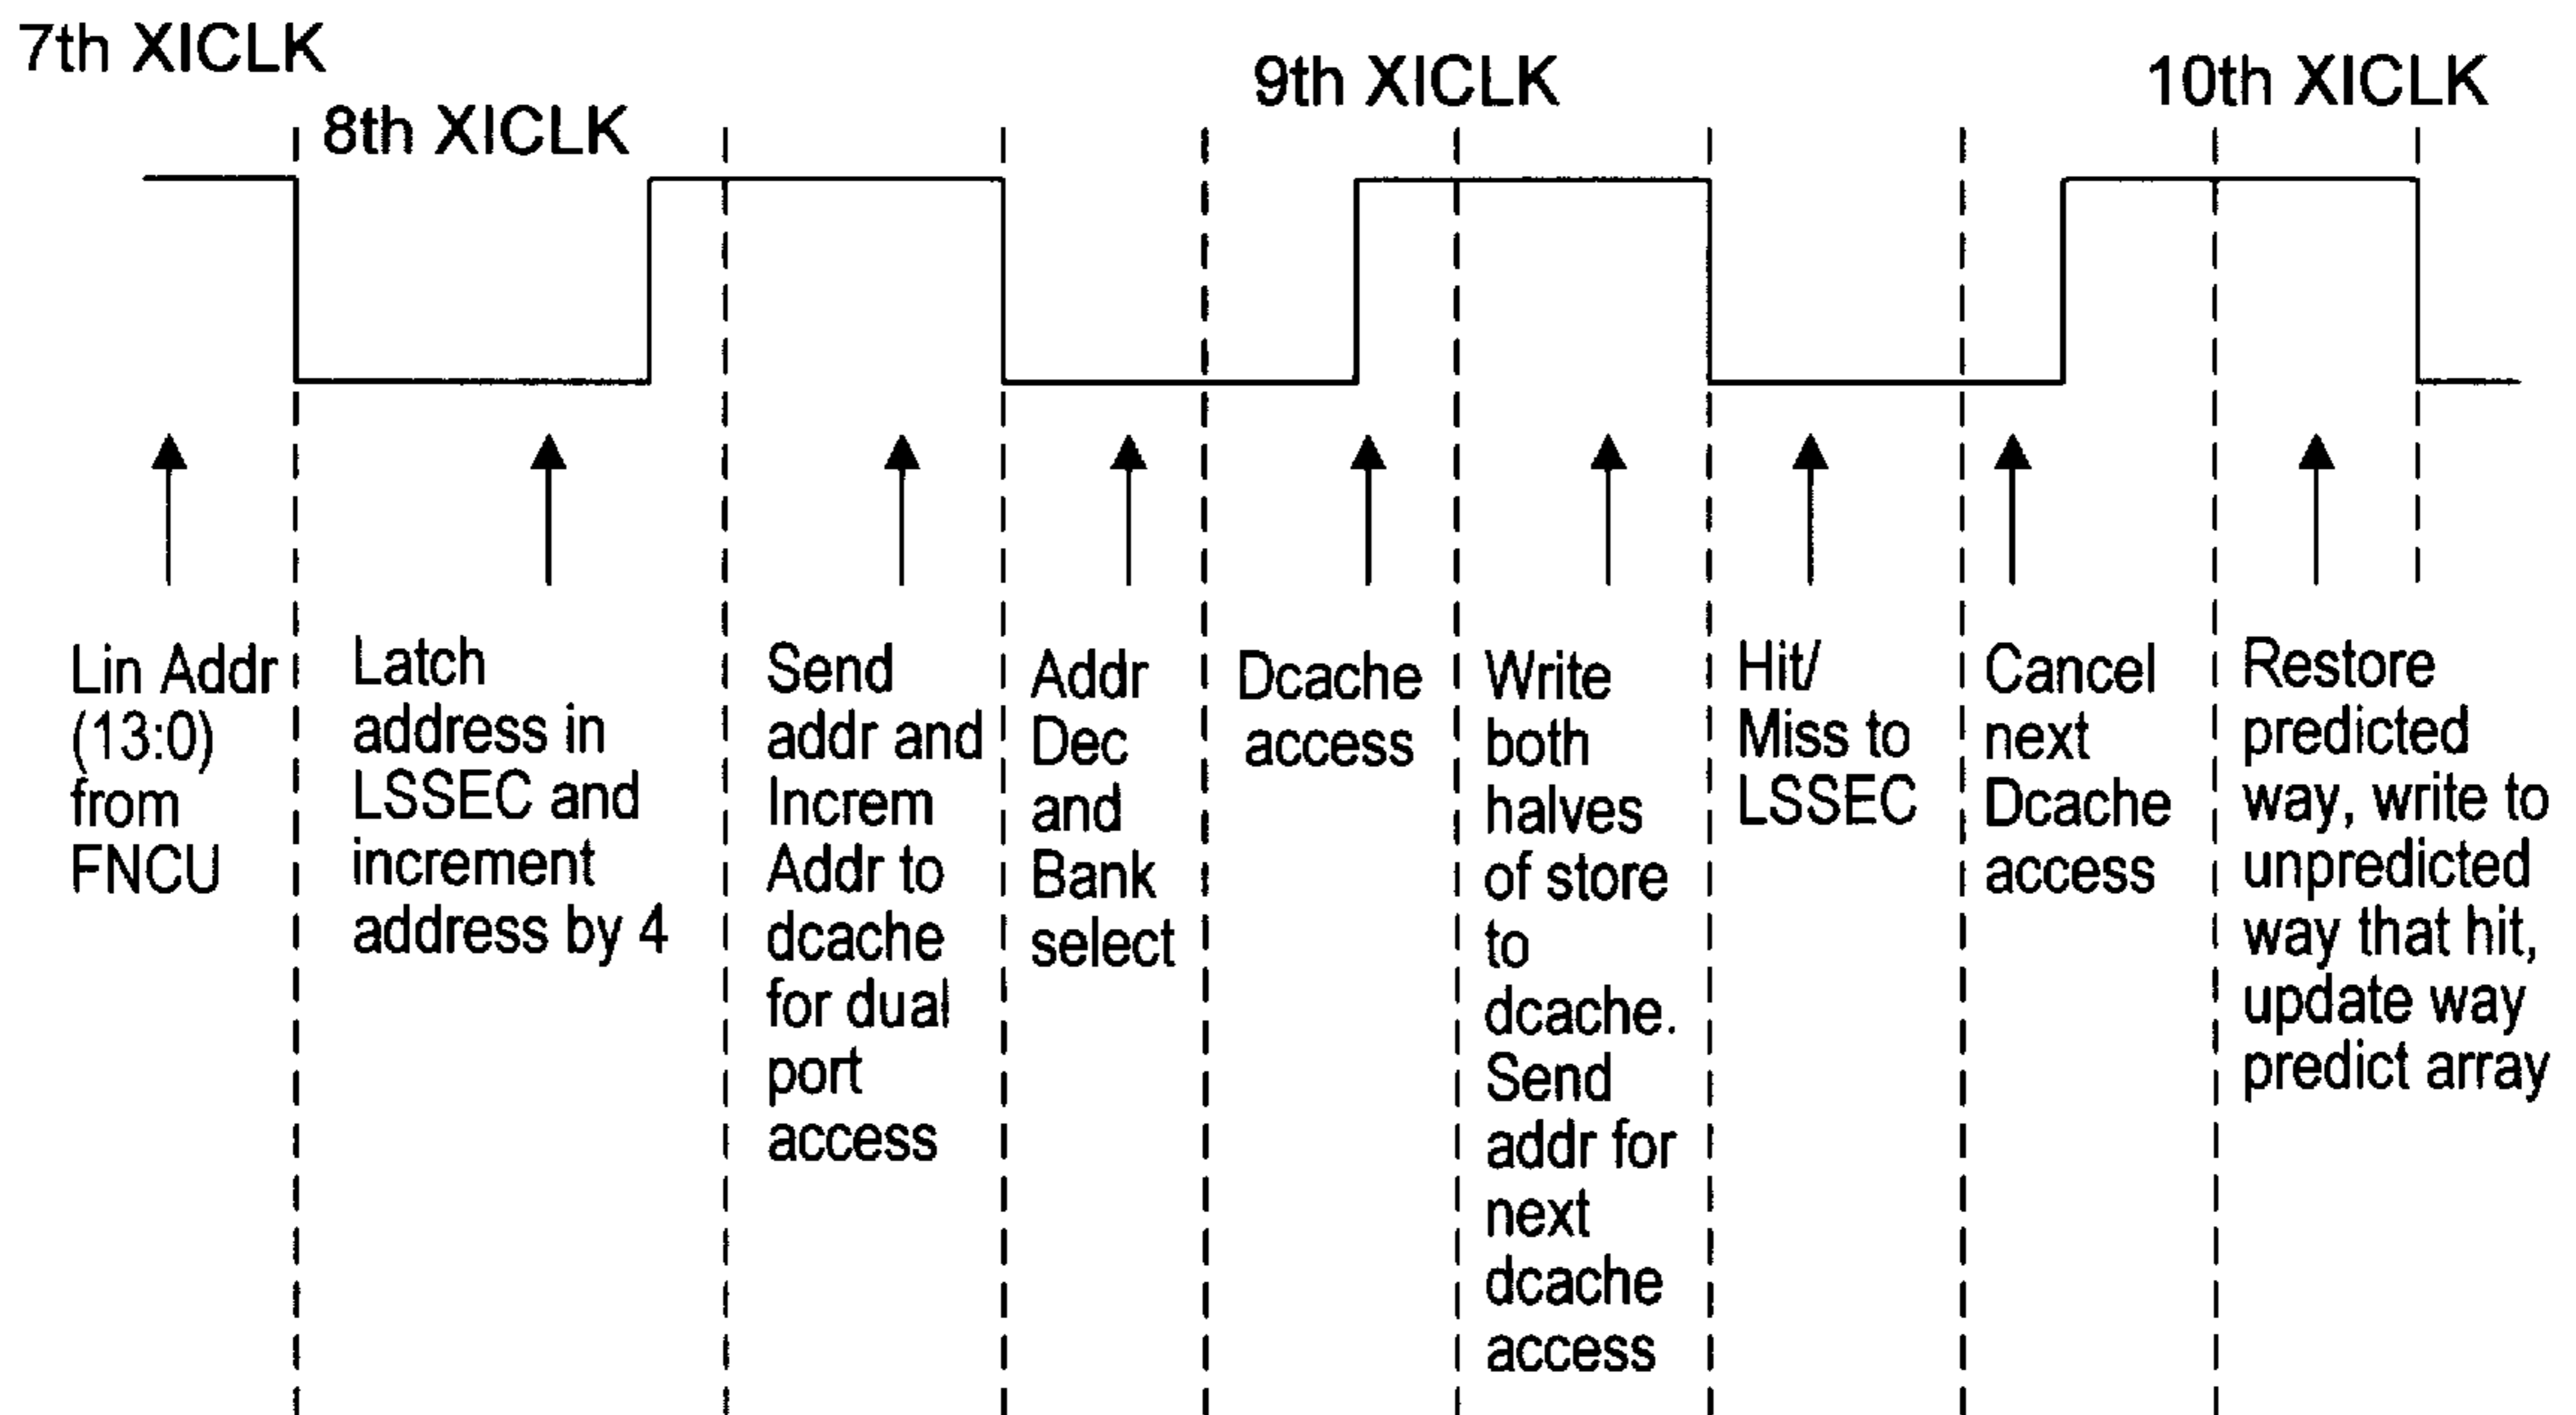 7th XICLK
8th XICLK
9th XICLK
10th XICLK
Lin Addr
(13:0)
from
FNCU
Latch
address in
LSSEC and
increment
address by 4
Send
addr and
Increm
Addr to
dcache
for dual
port
access
Addr
Dec
and
Bank
select
Dcache
access
Write
both
halves
of store
to
dcache.
Send
addr for
next
dcache
access
Hit/
Miss to
LSSEC
Cancel
next
Dcache
access
Restore
predicted
way, write to
unpredicted
way that hit,
update way
predict array